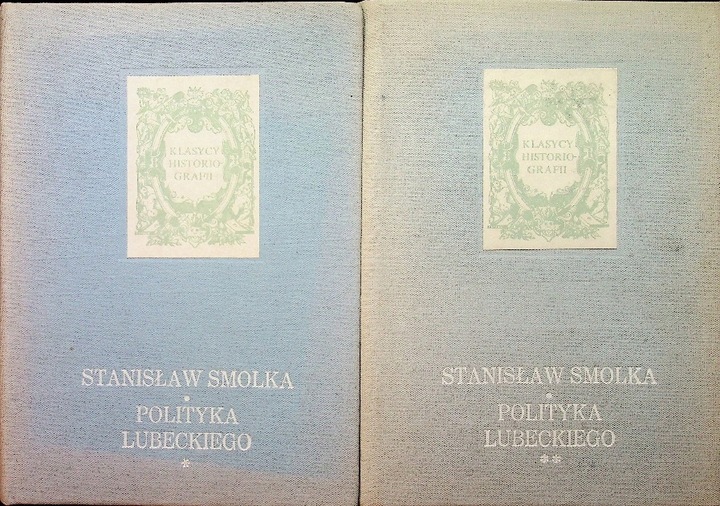 KLASYCY
HISTORIO-
GRAFII
STANISŁAW SMOLKA
•
POLITYKA
LUBECKIEGO
*
KLASYCY
HISTORIO-
GRAFII
STANISŁAW SMOLKA
•
POLITYKA
LUBECKIEGO
**